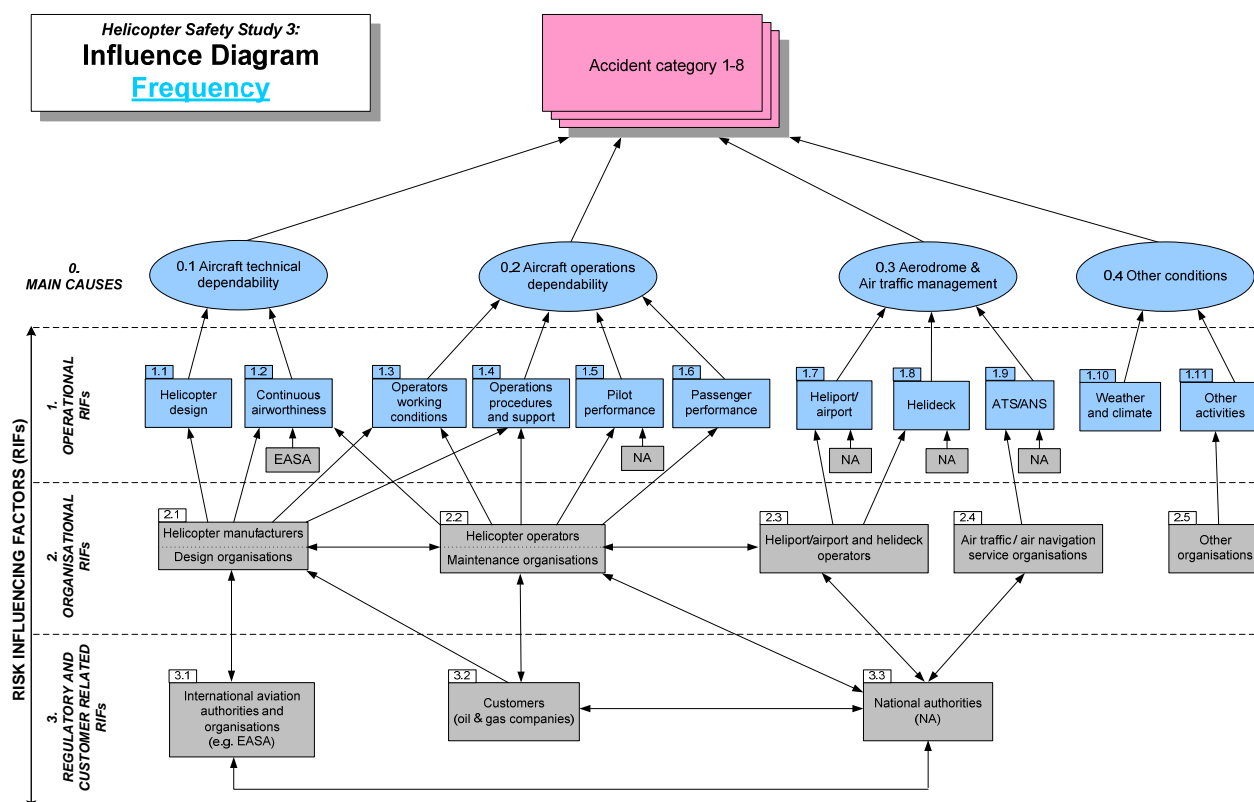 Helicopter Safety Study 3:
Influence Diagram
Frequency
Accident category 1-8
0.
MAIN CAUSES
0.1 Aircraft technical
dependability
0.2 Aircraft operations
dependability
0.3 Aerodrome &
Air traffic management
0.4 Other conditions
RISK INFLUENCING FACTORS (RIFs)
1.
OPERATIONAL
RIFs
1.1
Helicopter
design
1.2
Continuous
airworthiness
1.3
Operators
working
conditions
1.4
Operations
procedures
and support
1.5
Pilot
performance
1.6
Passenger
performance
1.7
Heliport/
airport
1.8
Helideck
1.9
ATS/ANS
1.10
Weather
and climate
1.11
Other
activities
EASA
NA
NA
NA
NA
2.
ORGANISATIONAL
RIFs
2.1
Helicopter manufacturers
Design organisations
2.2
Helicopter operators
Maintenance organisations
2.3
Heliport/airport and helideck
operators
2.4
Air traffic / air navigation
service organisations
2.5
Other
organisations
3.
REGULATORY AND
CUSTOMER RELATED
RIFs
3.1
International aviation
authorities and
organisations
(e.g. EASA)
3.2
Customers
(oil & gas companies)
3.3
National authorities
(NA)